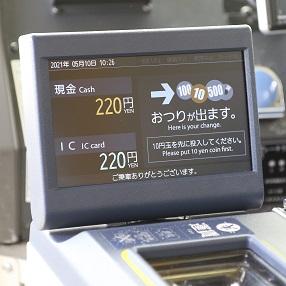 2021年 05月10日 10:26
現金 Cash
220円
YEN
100 10 500
おつりが出ます。
Here is your change.
10円玉を先に投入してください。
Please put 10 yen coin first.
IC IC card
220円
YEN
ご乗車ありがとうございます。